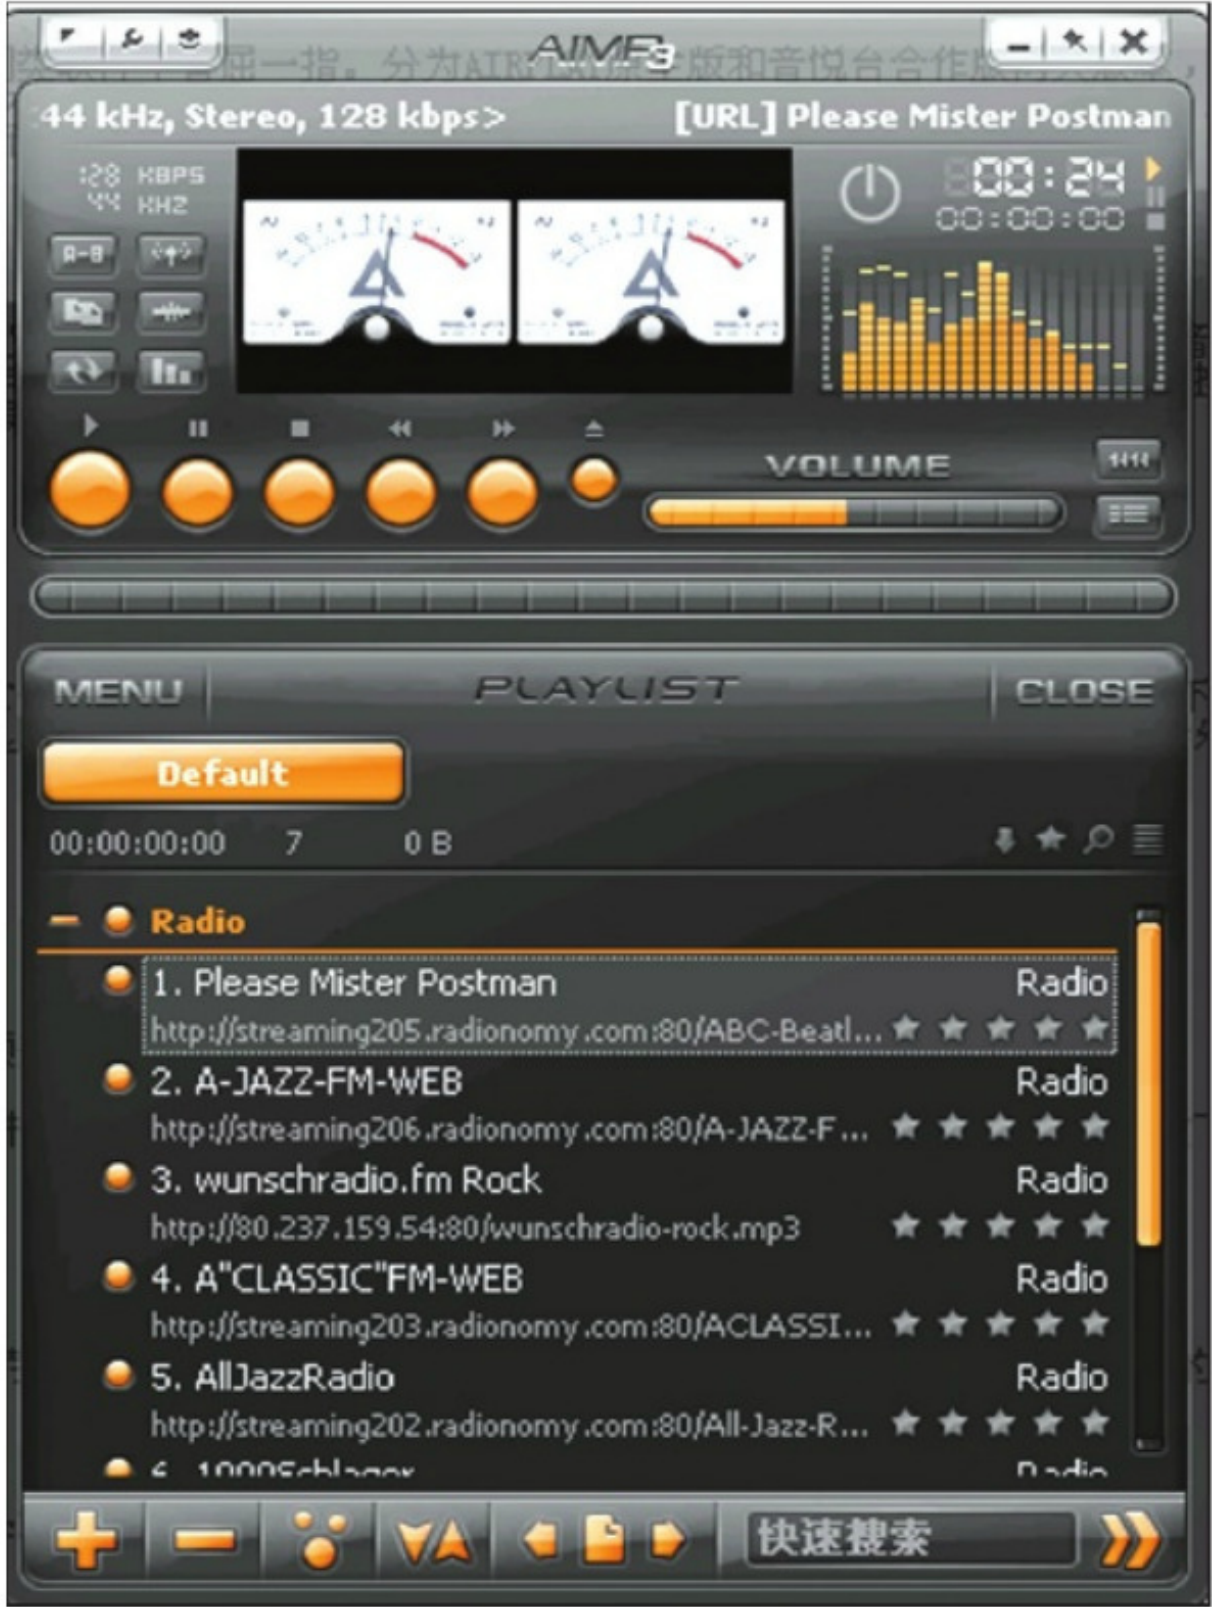 AIMP3
44 kHz, Stereo, 128 kbps>
[URL] Please Mister Postman
128 KBPS
44 KHZ
00:24
00:00:00
A-B
VOLUME
MENU
PLAYLIST
CLOSE
Default
00:00:00:00 7 0 B
Radio
1. Please Mister Postman Radio
http://streaming205.radionomy.com:80/ABC-Beatl...
2. A-JAZZ-FM-WEB Radio
http://streaming206.radionomy.com:80/A-JAZZ-F...
3. wunschradio.fm Rock Radio
http://80.237.159.54:80/wunschradio-rock.mp3
4. A"CLASSIC"FM-WEB Radio
http://streaming203.radionomy.com:80/ACLASSI...
5. AllJazzRadio Radio
http://streaming202.radionomy.com:80/All-Jazz-R...
快速搜索